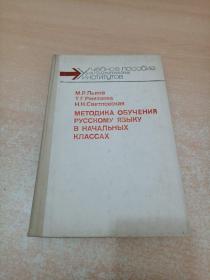 Учебное пособие
для педагогических
институтов
М.Р.Львов
Т.Г.Рамзаева
Н.Н.Светловская
МЕТОДИКА ОБУЧЕНИЯ
РУССКОМУ ЯЗЫКУ
В НАЧАЛЬНЫХ
КЛАССАХ